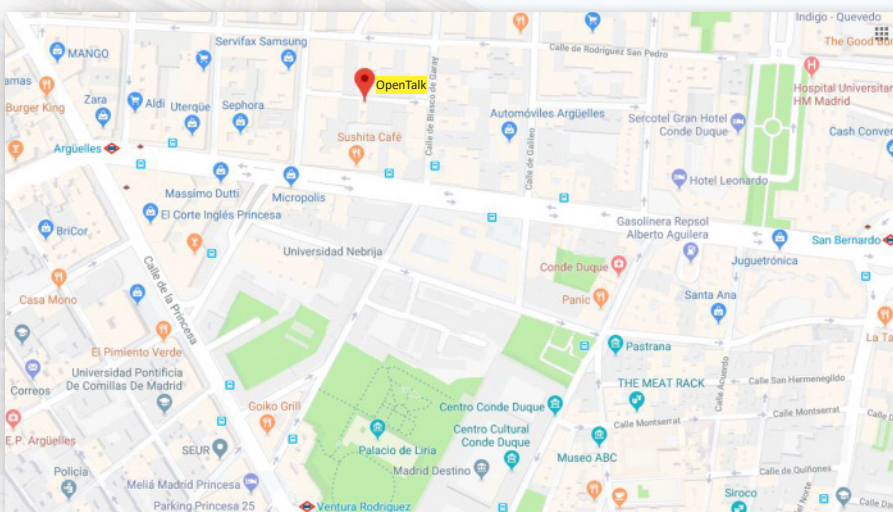 Indigo - Quevedo
Servifax Samsung
MANGO
Calle de Rodríguez San Pedro
The Good
Hospital Universitar
HM Madrid
OpenTalk
Burger King
Zara
Aldi
Uterqüe
Sephora
Calle de Blasco de Garay
Automóviles Argüelles
Sercotel Gran Hotel
Conde Duque
Cash Conver
Sushita Café
Argüelles
Calle de Galileo
Hotel Leonardo
Massimo Dutti
Micropolis
El Corte Inglés Princesa
BriCor
Gasolinera Repsol
Alberto Aguilera
San Bernardo
Universidad Nebrija
Juguetrónica
Conde Duque
Calle de la Princesa
Casa Mono
Panic
Santa Ana
La Ta
El Pimiento Verde
Pastrana
Universidad Pontificia
De Comillas De Madrid
Correos
THE MEAT RACK
Calle Acuerdo
Calle San Hermenegildo
Goiko Grill
Centro Conde Duque
Calle Montserrat
Calle Montserrat
E.P. Argüelles
Palacio de Liria
Centro Cultural
Conde Duque
SEUR
Museo ABC
Madrid Destino
Calle de Quiñones
Policía
Meliá Madrid Princesa
Siroco
Parking Princesa 25
Ventura Rodríguez